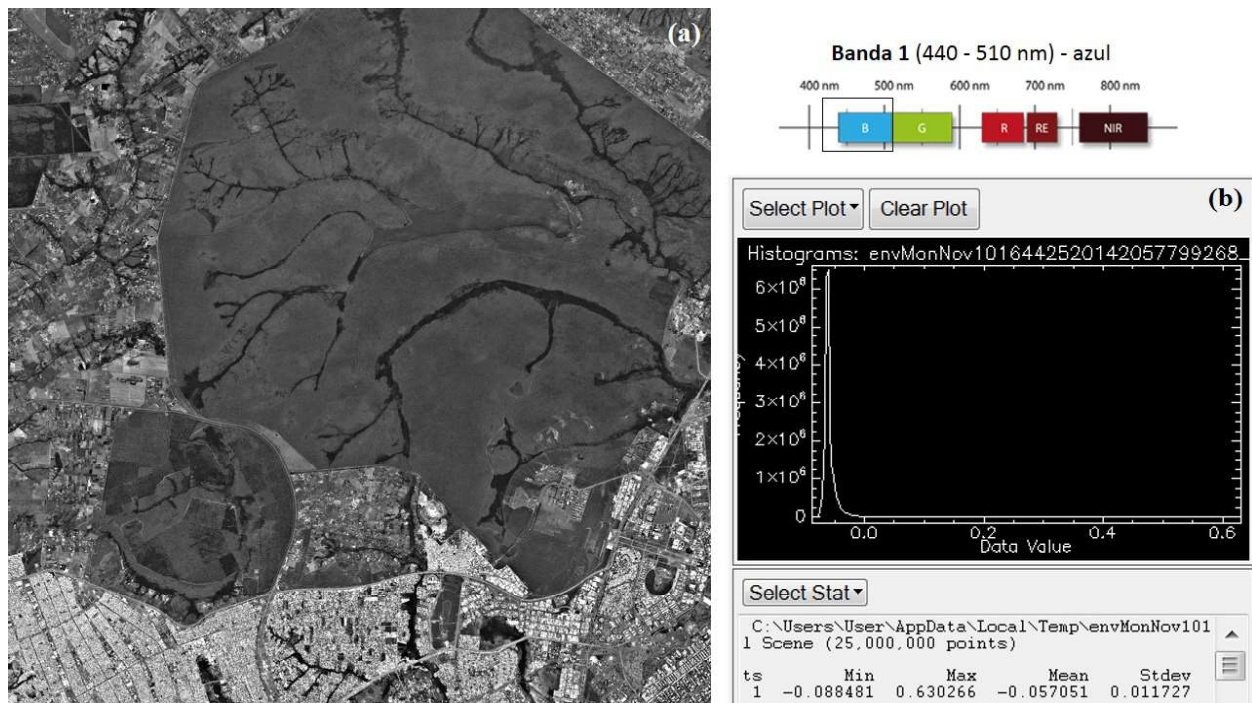 (a)
Banda 1 (440 - 510 nm) - azul
400 nm 500 nm 600 nm 700 nm 800 nm
B G R RE NIR
Select Plot Clear Plot (b)
Histograms: envMonNov10164425201420577992​68
6×10⁶
5×10⁶
4×10⁶
3×10⁶
2×10⁶
1×10⁶
0
0.0 0.2 0.4 0.6
Data Value
Select Stat
C:\Users\User\AppData\Local\Temp\envMonNov101
l Scene (25,000,000 points)
ts Min Max Mean Stdev
1 -0.088481 0.630266 -0.057051 0.011727